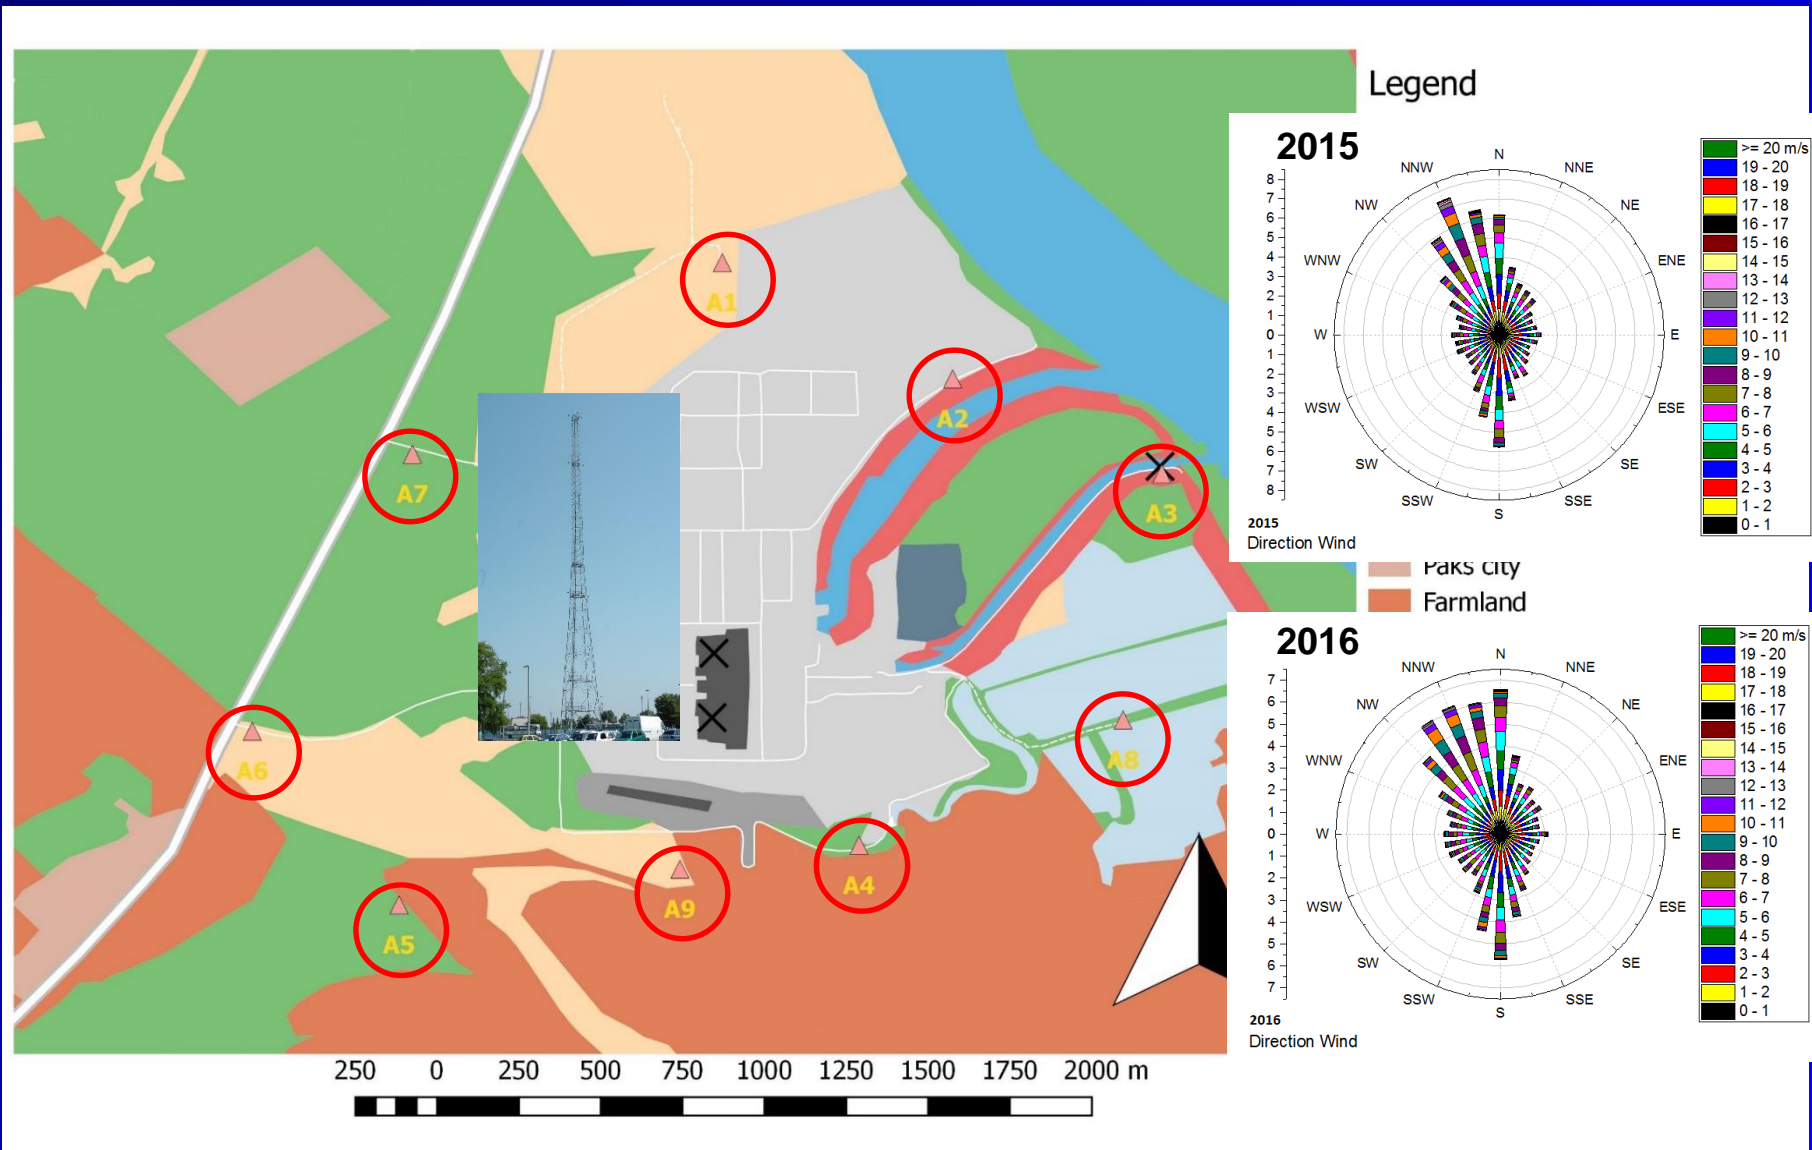 Legend
2015
N
NNW
NNE
NW
NE
WNW
ENE
W
E
WSW
ESE
SW
SE
SSW
SSE
S
8
7
6
5
4
3
2
1
0
1
2
3
4
5
6
7
8
2015
Direction Wind
>= 20 m/s
19 - 20
18 - 19
17 - 18
16 - 17
15 - 16
14 - 15
13 - 14
12 - 13
11 - 12
10 - 11
9 - 10
8 - 9
7 - 8
6 - 7
5 - 6
4 - 5
3 - 4
2 - 3
1 - 2
0 - 1
A1
A2
A7
A3
Paks city
Farmland
2016
N
NNW
NNE
NW
NE
WNW
ENE
W
E
WSW
ESE
SW
SE
SSW
SSE
S
7
6
5
4
3
2
1
0
1
2
3
4
5
6
7
2016
Direction Wind
>= 20 m/s
19 - 20
18 - 19
17 - 18
16 - 17
15 - 16
14 - 15
13 - 14
12 - 13
11 - 12
10 - 11
9 - 10
8 - 9
7 - 8
6 - 7
5 - 6
4 - 5
3 - 4
2 - 3
1 - 2
0 - 1
A6
A8
A4
A9
A5
250 0 250 500 750 1000 1250 1500 1750 2000 m